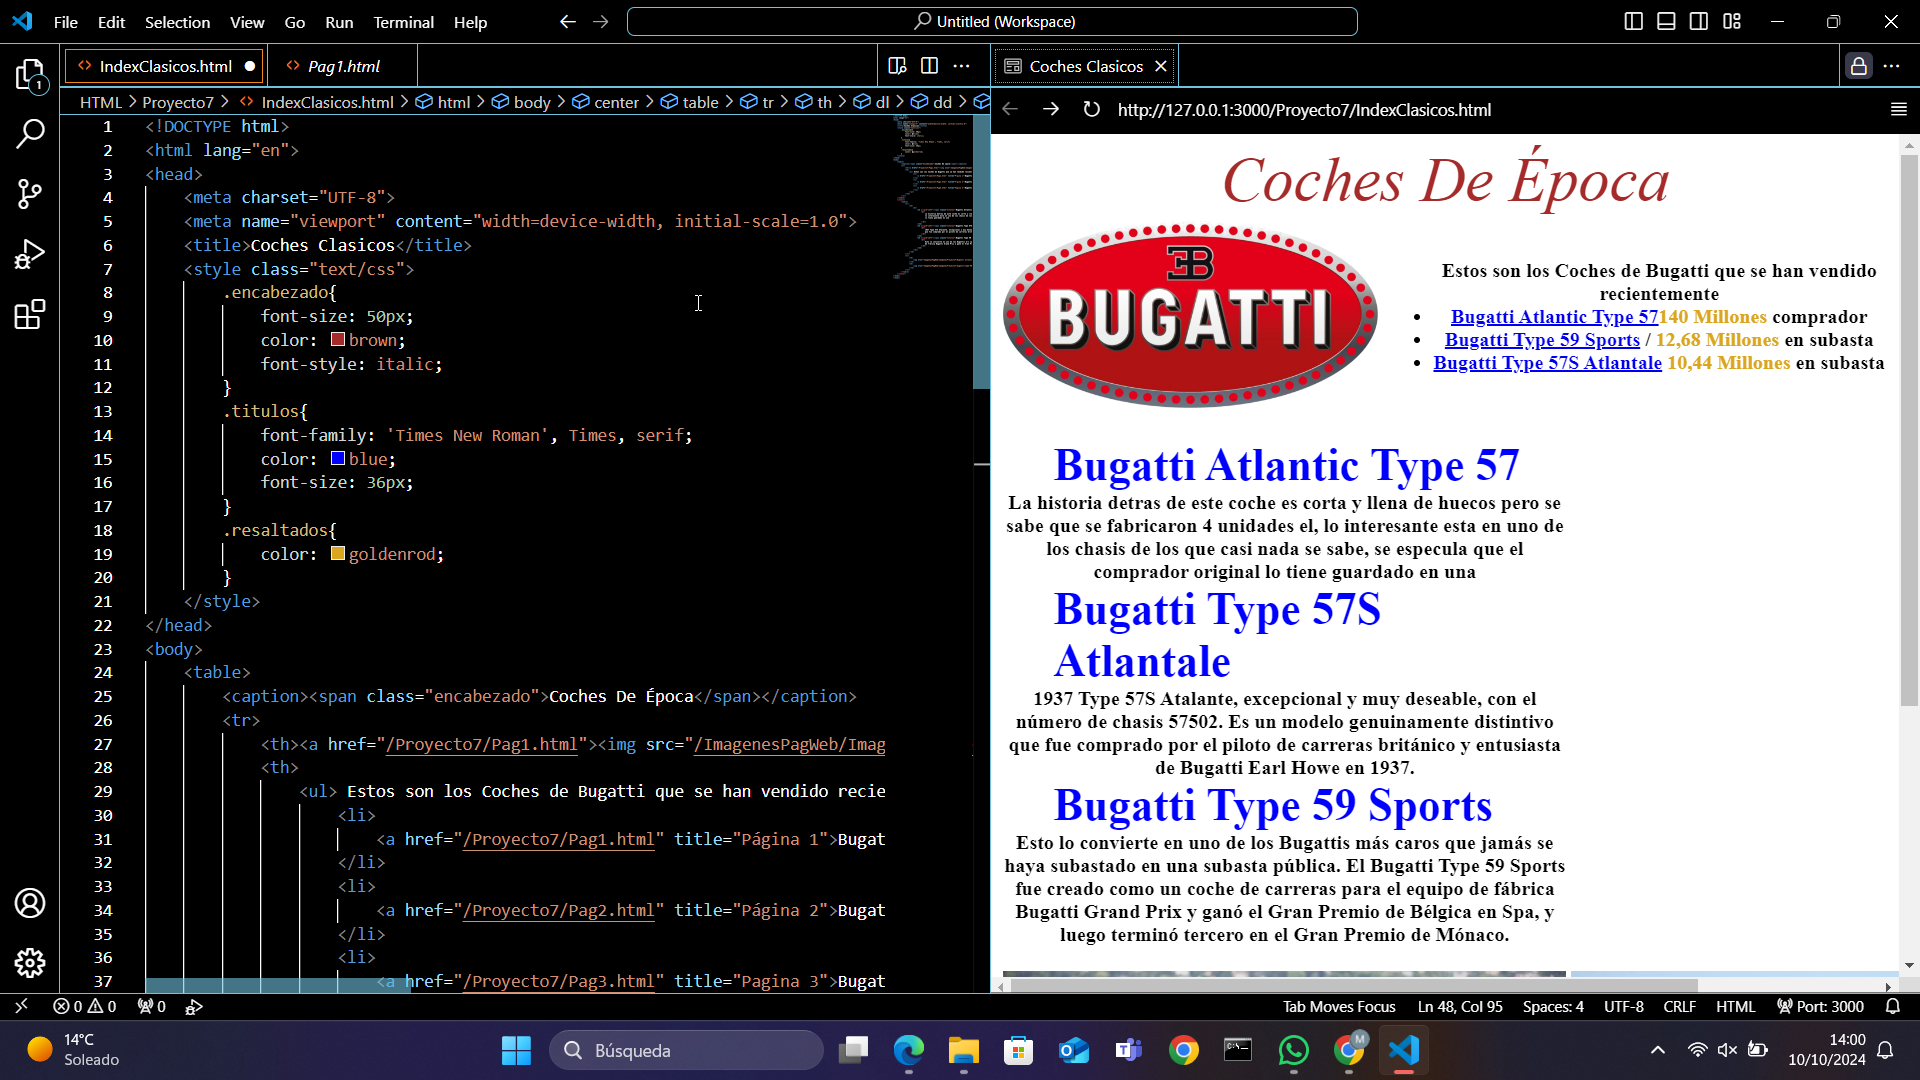 File Edit Selection View Go Run Terminal Help
Untitled (Workspace)
IndexClasicos.html
Pag1.html
Coches Clasicos
HTML > Proyecto7 > IndexClasicos.html > html > body > center > table > tr > th > dl > dd >
http://127.0.0.1:3000/Proyecto7/IndexClasicos.html
1 <!DOCTYPE html>
2 <html lang="en">
3 <head>
4 <meta charset="UTF-8">
5 <meta name="viewport" content="width=device-width, initial-scale=1.0">
6 <title>Coches Clasicos</title>
7 <style class="text/css">
8 .encabezado{
9 font-size: 50px;
10 color: brown;
11 font-style: italic;
12 }
13 .titulos{
14 font-family: 'Times New Roman', Times, serif;
15 color: blue;
16 font-size: 36px;
17 }
18 .resaltados{
19 color: goldenrod;
20 }
21 </style>
22 </head>
23 <body>
24 <table>
25 <caption><span class="encabezado">Coches De Época</span></caption>
26 <tr>
27 <th><a href="/Proyecto7/Pag1.html"><img src="/ImagenesPagWeb/Imag
28 <th>
29 <ul> Estos son los Coches de Bugatti que se han vendido recie
30 <li>
31 <a href="/Proyecto7/Pag1.html" title="Página 1">Bugat
32 </li>
33 <li>
34 <a href="/Proyecto7/Pag2.html" title="Página 2">Bugat
35 </li>
36 <li>
37 <a href="/Proyecto7/Pag3.html" title="Pagina 3">Bugat
Coches De Época
EB
BUGATTI
Estos son los Coches de Bugatti que se han vendido
recientemente
• Bugatti Atlantic Type 57140 Millones comprador
• Bugatti Type 59 Sports / 12,68 Millones en subasta
• Bugatti Type 57S Atlantale 10,44 Millones en subasta
Bugatti Atlantic Type 57
La historia detras de este coche es corta y llena de huecos pero se
sabe que se fabricaron 4 unidades el, lo interesante esta en uno de
los chasis de los que casi nada se sabe, se especula que el
comprador original lo tiene guardado en una
Bugatti Type 57S
Atlantale
1937 Type 57S Atalante, excepcional y muy deseable, con el
número de chasis 57502. Es un modelo genuinamente distintivo
que fue comprado por el piloto de carreras británico y entusiasta
de Bugatti Earl Howe en 1937.
Bugatti Type 59 Sports
Esto lo convierte en uno de los Bugattis más caros que jamás se
haya subastado en una subasta pública. El Bugatti Type 59 Sports
fue creado como un coche de carreras para el equipo de fábrica
Bugatti Grand Prix y ganó el Gran Premio de Bélgica en Spa, y
luego terminó tercero en el Gran Premio de Mónaco.
1
0 0 0
Tab Moves Focus Ln 48, Col 95 Spaces: 4 UTF-8 CRLF HTML Port: 3000
14°C
Soleado
Búsqueda
M
14:00
10/10/2024